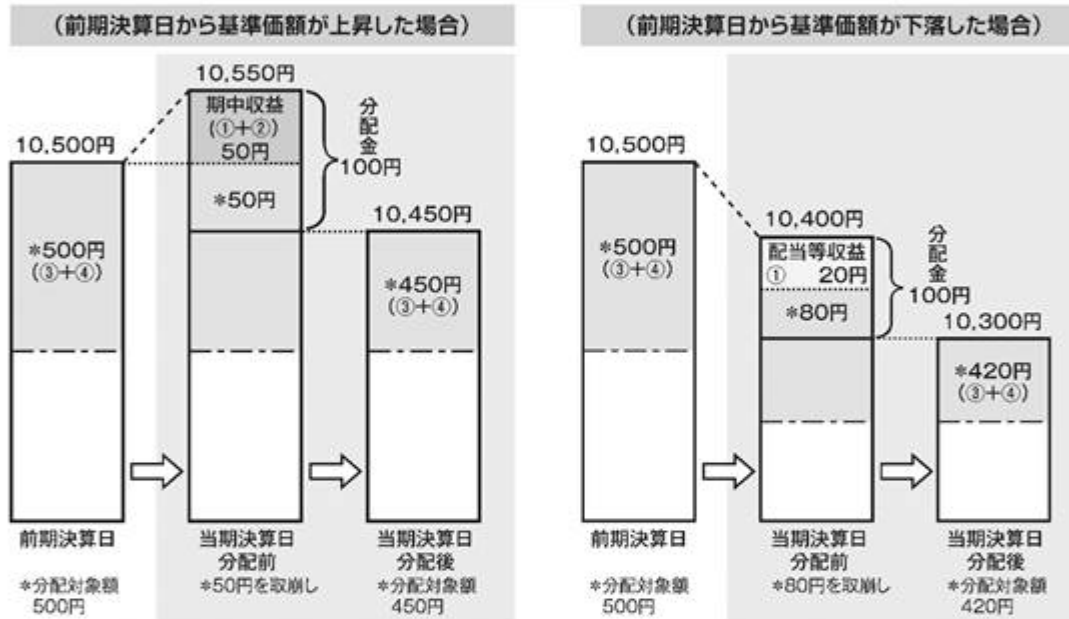 （前期決算日から基準価額が上昇した場合）
10,550円
期中収益
（①＋②）
50円
＊50円
分配金
100円
10,500円
＊500円
（③＋④）
10,450円
＊450円
（③＋④）
前期決算日
当期決算日
分配前
当期決算日
分配後
＊分配対象額
500円
＊50円を取崩し
＊分配対象額
450円
（前期決算日から基準価額が下落した場合）
10,500円
＊500円
（③＋④）
10,400円
配当等収益
① 20円
＊80円
分配金
100円
10,300円
＊420円
（③＋④）
前期決算日
当期決算日
分配前
当期決算日
分配後
＊分配対象額
500円
＊80円を取崩し
＊分配対象額
420円